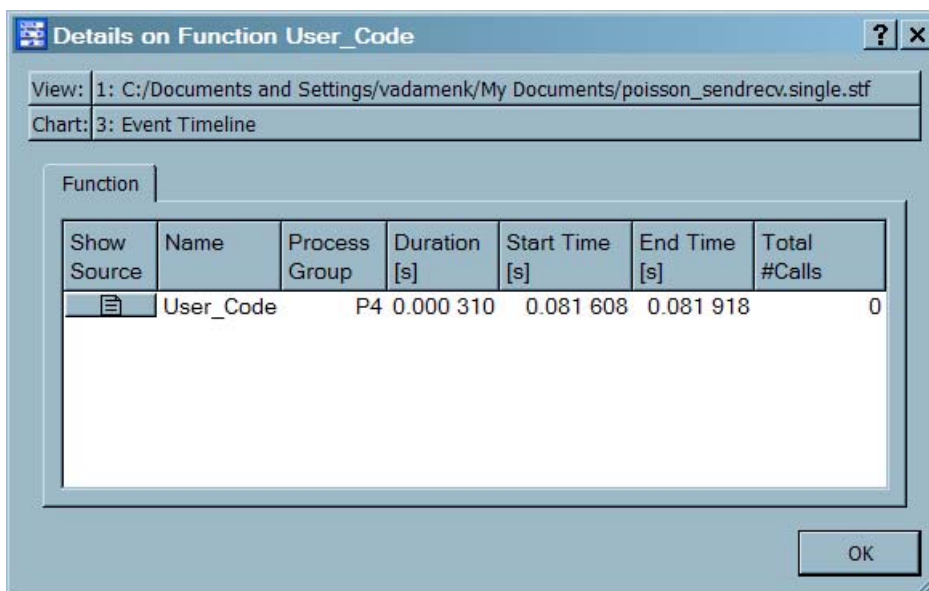 Details on Function User_Code
? ×
View: 1: C:/Documents and Settings/vadamenk/My Documents/poisson_sendrecv.single.stf
Chart: 3: Event Timeline
Function
Show Source Name Process Group Duration [s] Start Time [s] End Time [s] Total #Calls
User_Code P4 0.000 310 0.081 608 0.081 918 0
OK